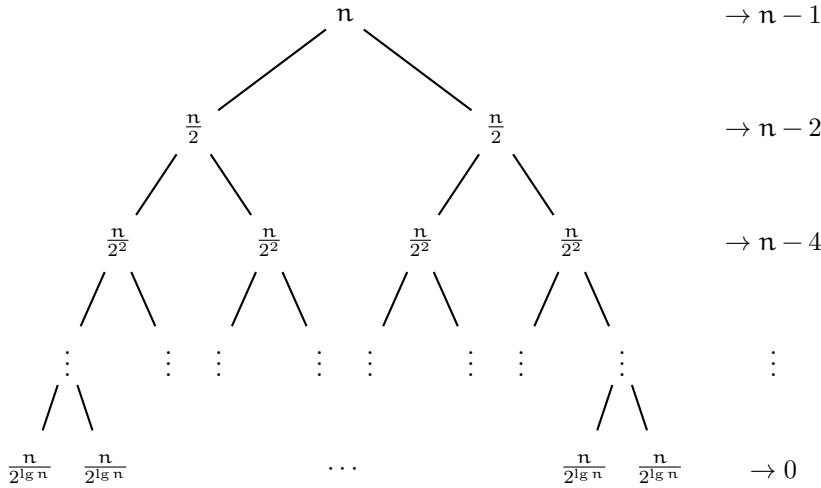 n → n − 1
n/2 n/2 → n − 2
n/2² n/2² n/2² n/2² → n − 4
⋮ ⋮ ⋮ ⋮ ⋮ ⋮ ⋮ ⋮ ⋮
n/2^{lg n} n/2^{lg n} ⋯ n/2^{lg n} n/2^{lg n} → 0